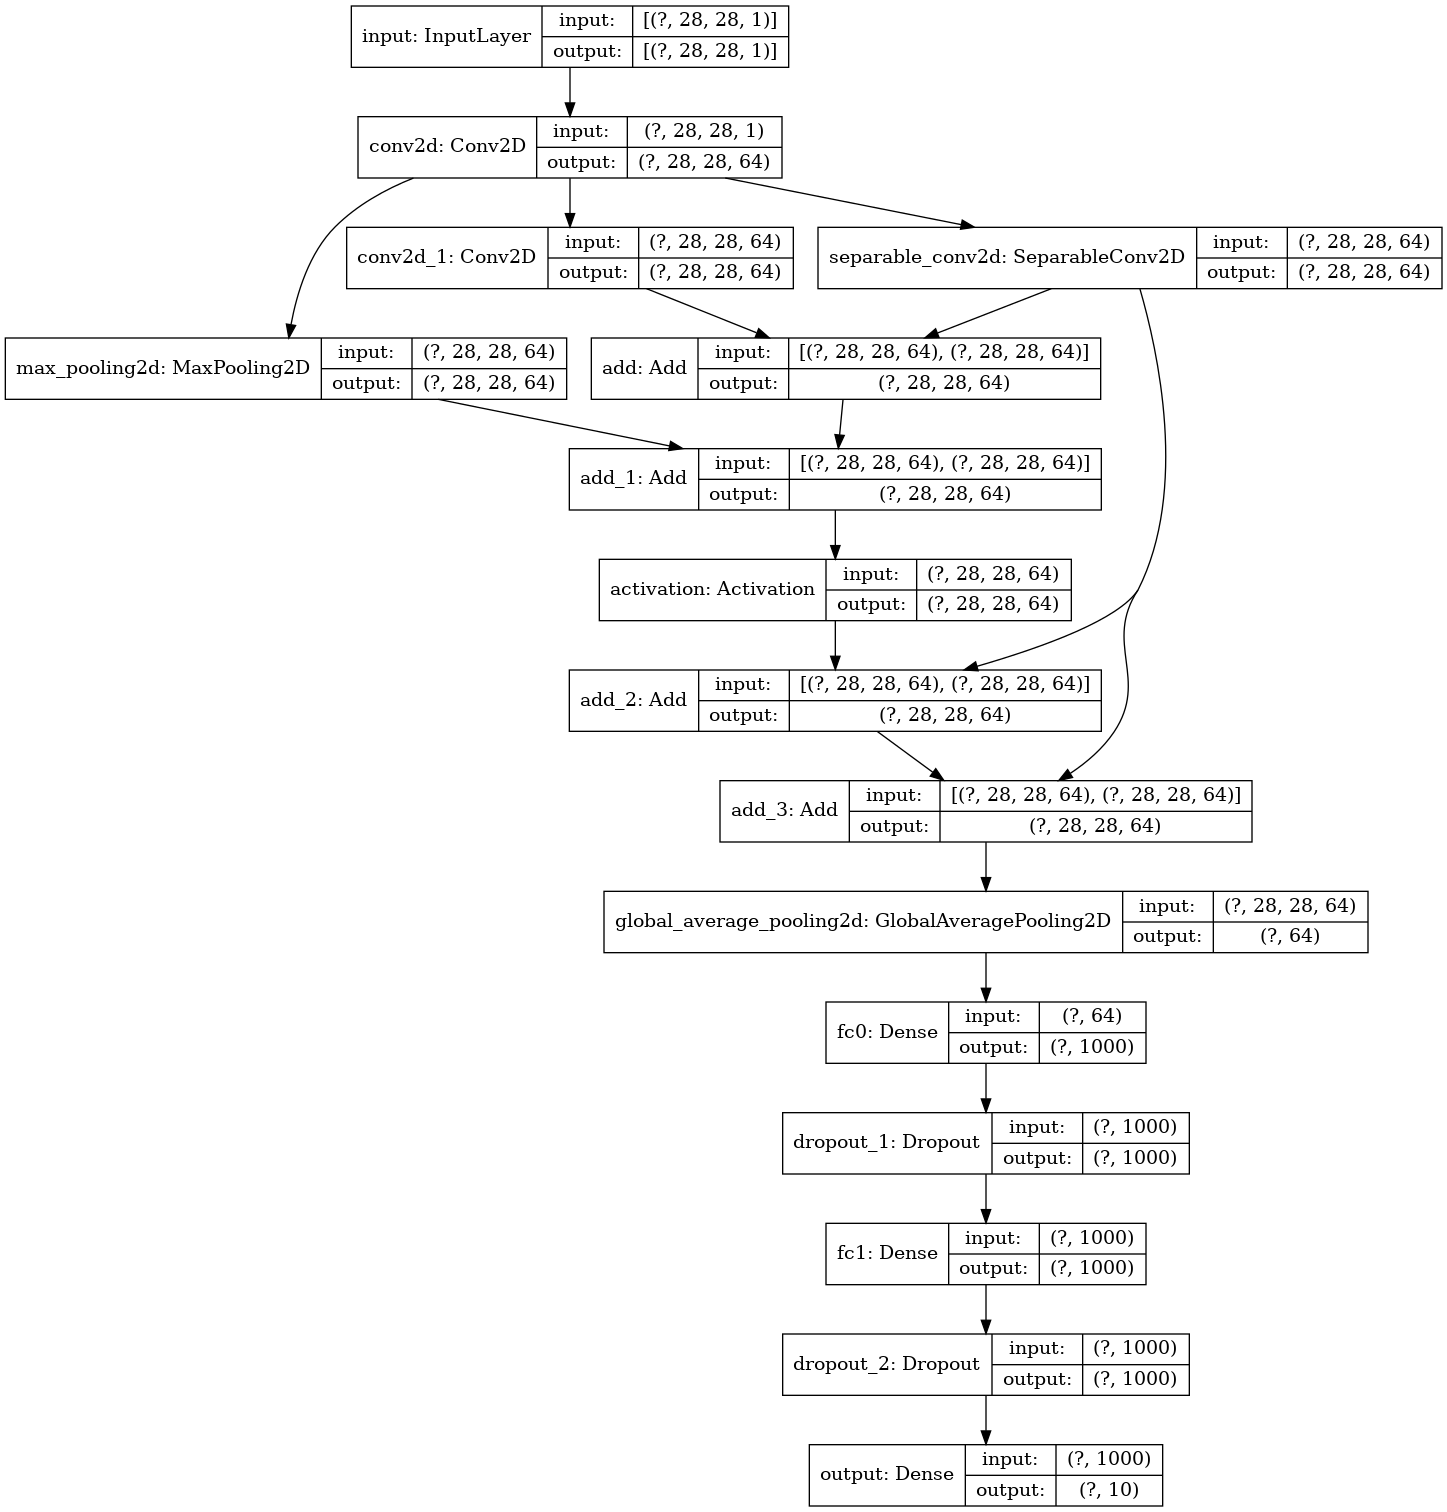 input: InputLayer
input: [(?, 28, 28, 1)]
output: [(?, 28, 28, 1)]
conv2d: Conv2D
input: (?, 28, 28, 1)
output: (?, 28, 28, 64)
conv2d_1: Conv2D
input: (?, 28, 28, 64)
output: (?, 28, 28, 64)
separable_conv2d: SeparableConv2D
input: (?, 28, 28, 64)
output: (?, 28, 28, 64)
max_pooling2d: MaxPooling2D
input: (?, 28, 28, 64)
output: (?, 28, 28, 64)
add: Add
input: [(?, 28, 28, 64), (?, 28, 28, 64)]
output: (?, 28, 28, 64)
add_1: Add
input: [(?, 28, 28, 64), (?, 28, 28, 64)]
output: (?, 28, 28, 64)
activation: Activation
input: (?, 28, 28, 64)
output: (?, 28, 28, 64)
add_2: Add
input: [(?, 28, 28, 64), (?, 28, 28, 64)]
output: (?, 28, 28, 64)
add_3: Add
input: [(?, 28, 28, 64), (?, 28, 28, 64)]
output: (?, 28, 28, 64)
global_average_pooling2d: GlobalAveragePooling2D
input: (?, 28, 28, 64)
output: (?, 64)
fc0: Dense
input: (?, 64)
output: (?, 1000)
dropout_1: Dropout
input: (?, 1000)
output: (?, 1000)
fc1: Dense
input: (?, 1000)
output: (?, 1000)
dropout_2: Dropout
input: (?, 1000)
output: (?, 1000)
output: Dense
input: (?, 1000)
output: (?, 10)